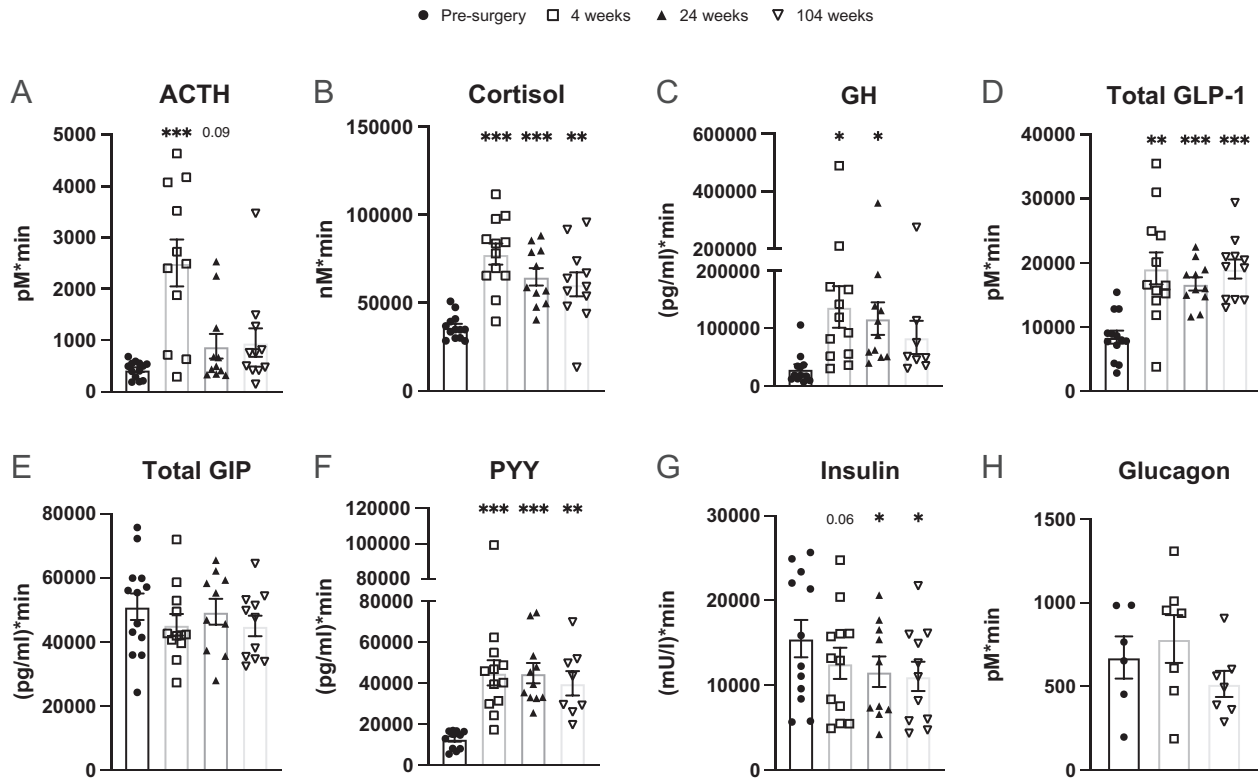 Pre-surgery 4 weeks 24 weeks 104 weeks
A ACTH
5000
4000
3000
2000
1000
0
pM*min
*** 0.09
B Cortisol
150000
100000
50000
0
nM*min
*** *** **
C GH
600000
400000
200000
200000
100000
0
(pg/ml)*min
* *
D Total GLP-1
40000
30000
20000
10000
0
pM*min
** *** ***
E Total GIP
80000
60000
40000
20000
0
(pg/ml)*min
F PYY
120000
100000
80000
80000
60000
40000
20000
0
(pg/ml)*min
*** *** **
G Insulin
30000
20000
10000
0
(mU/l)*min
0.06 * *
H Glucagon
1500
1000
500
0
pM*min